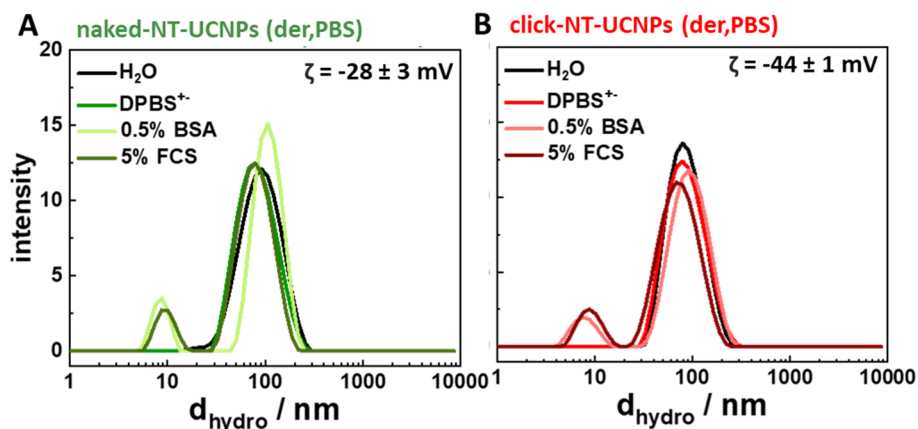 A naked-NT-UCNPs (der,PBS)
ζ = -28 ± 3 mV
H₂O
DPBS⁺⁻
0.5% BSA
5% FCS
intensity
20
15
10
5
0
1 10 100 1000 10000
d_hydro / nm
B click-NT-UCNPs (der,PBS)
ζ = -44 ± 1 mV
H₂O
DPBS⁺⁻
0.5% BSA
5% FCS
1 10 100 1000 10000
d_hydro / nm